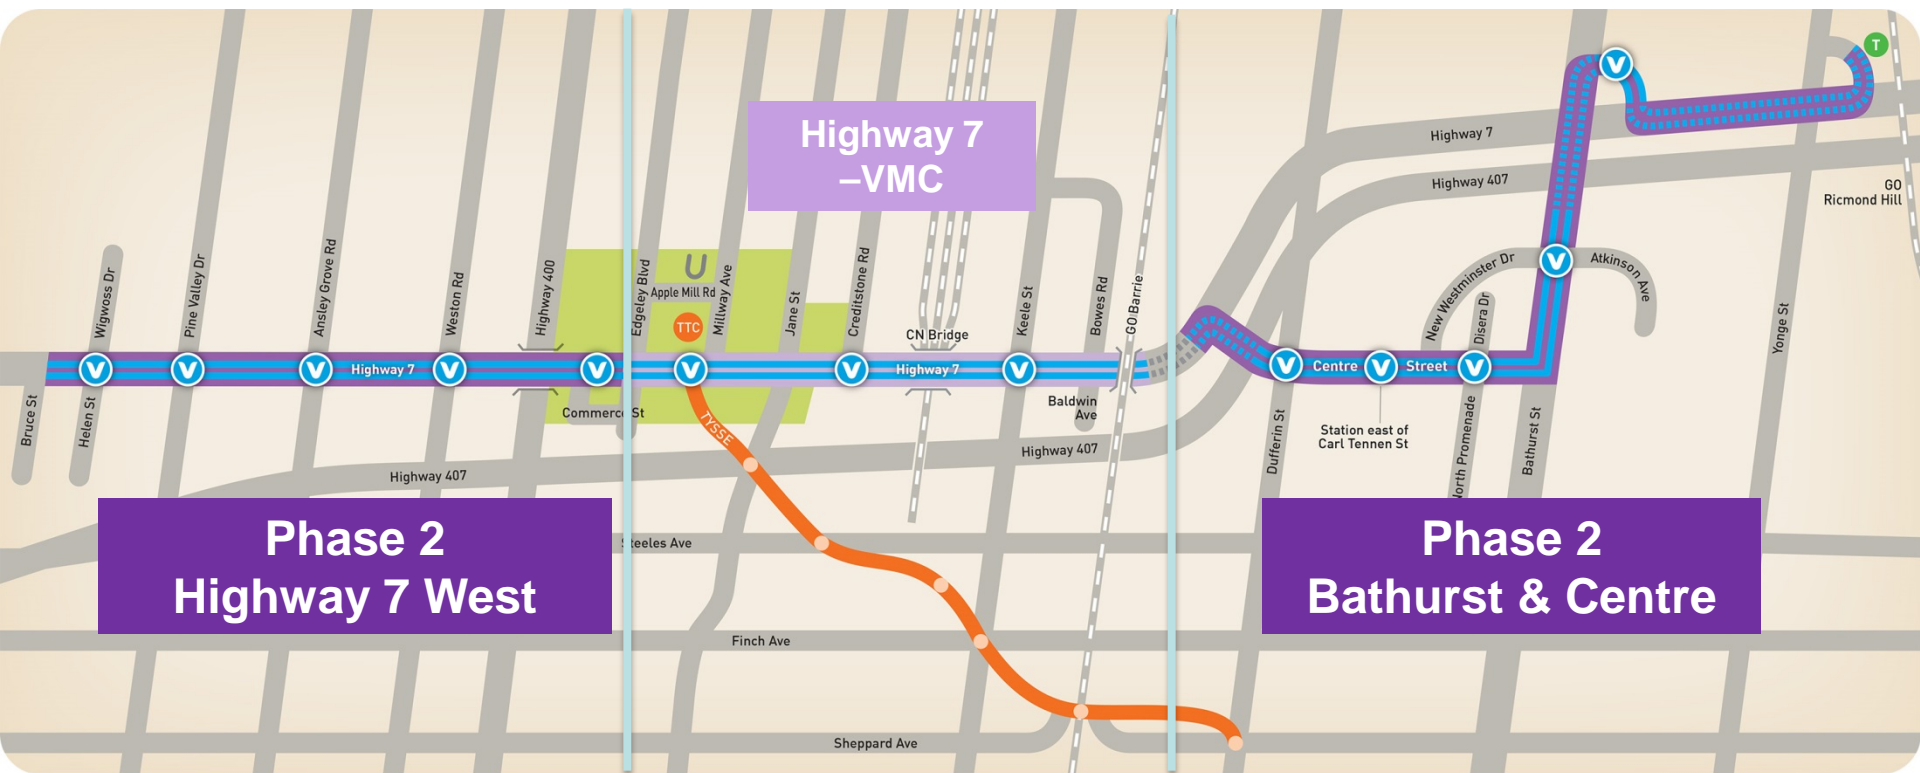 Highway 7
–VMC
T
V
Highway 7
Highway 407
GO
Ricmond Hill
Wigwoss Dr
Pine Valley Dr
Ansley Grove Rd
Weston Rd
Highway 400
Edgeley Blvd
U
Apple Mill Rd
Millway Ave
TTC
Jane St
Creditstone Rd
CN Bridge
Keele St
Bowes Rd
GO Barrie
New Westminster Dr
Disera Dr
V
Atkinson Ave
Yonge St
V
V
V
Highway 7
V
V
V
V
Highway 7
V
V
Centre
V
Street
V
Bruce St
Helen St
Commerce St
TYSSE
Baldwin
Ave
Highway 407
Highway 407
Dufferin St
Station east of
Carl Tennen St
North Promenade
Bathurst St
Phase 2
Highway 7 West
Steeles Ave
Phase 2
Bathurst & Centre
Finch Ave
Sheppard Ave